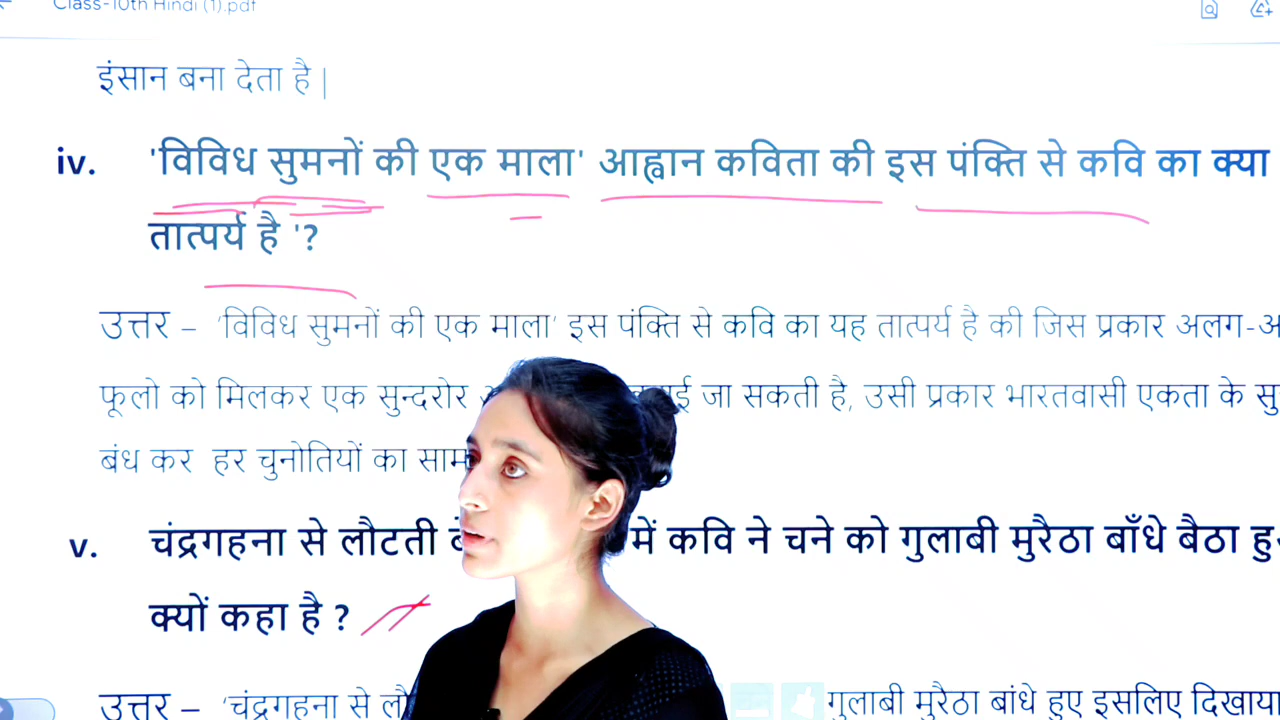 Class-10th Hindi (1).pdf
इंसान बना देता है |
iv. 'विविध सुमनों की एक माला' आह्वान कविता की इस पंक्ति से कवि का क्या
तात्पर्य है '?
उत्तर – 'विविध सुमनों की एक माला' इस पंक्ति से कवि का यह तात्पर्य है की जिस प्रकार
फूलो को मिलकर एक सुन्दरोर जा सकती है, उसी प्रकार भारतवासी एकता के
बंध कर हर चुनोतियों का
v. चंद्रगहना से लौटती में कवि ने चने को गुलाबी मुरैठा बाँधे बैठा
क्यों कहा है ?
उत्तर – 'चंद्रगहना से गुलाबी मुरैठा बांधे हुए इसलिए